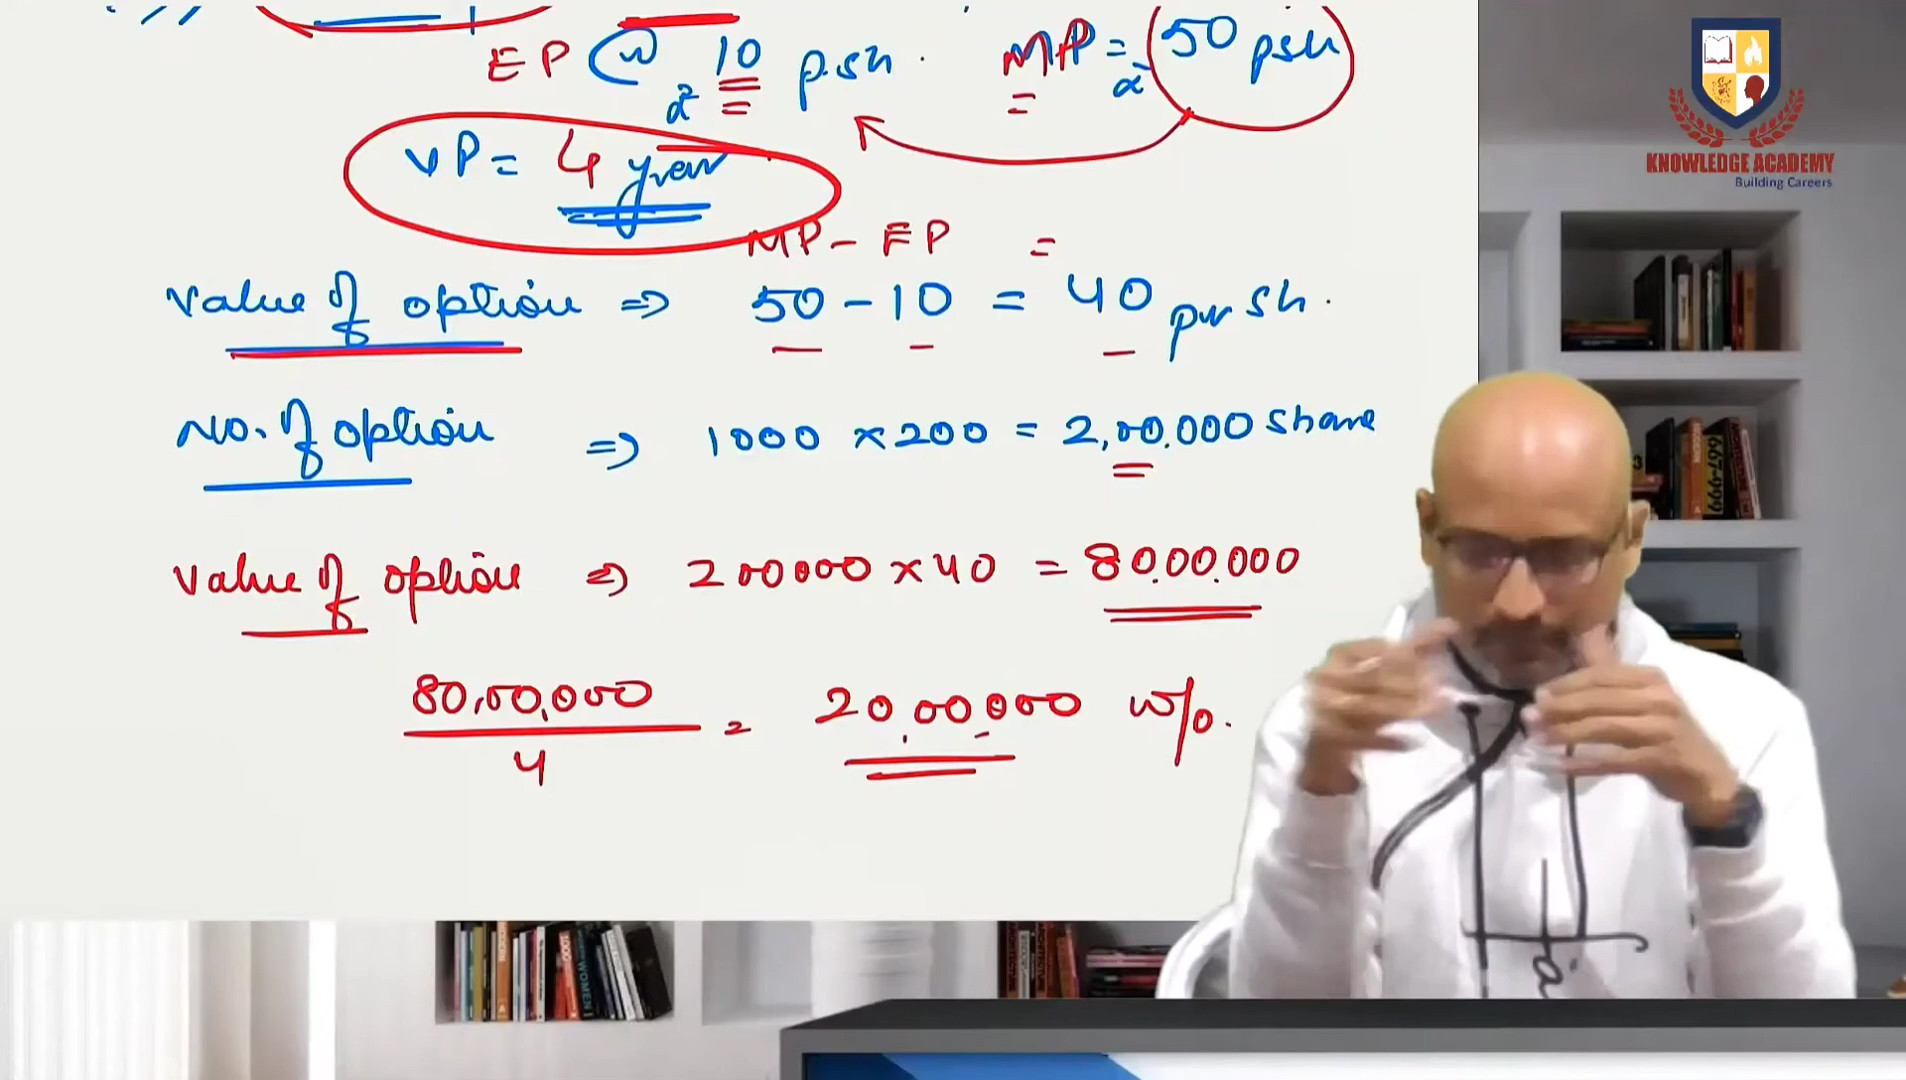 EP @ 10 p.sh. MP = 50 psh
VP = 4 year
MP - EP =
Value of option ⇒ 50 - 10 = 40 per sh.
No. of option ⇒ 1000 x 200 = 2,00,000 share
Value of option ⇒ 200000 x 40 = 80,00,000
80,00,000
4
= 20,00,000 w/o.
KNOWLEDGE ACADEMY
Building Careers